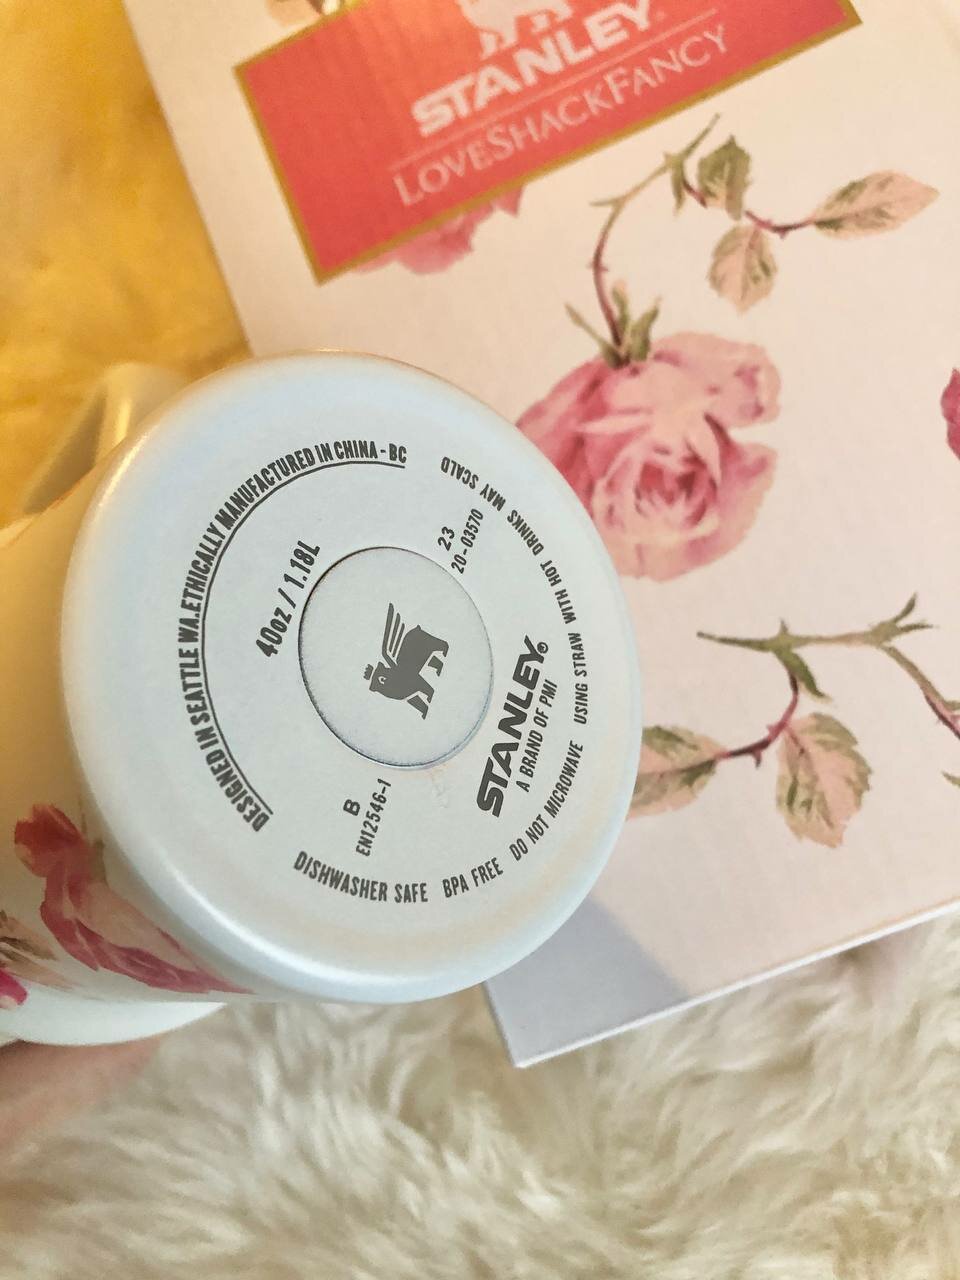 STANLEY
LOVESHACKFANCY
DESIGNED IN SEATTLE WA. ETHICALLY MANUFACTURED IN CHINA - BC
40oz / 1.18L
23
20-03570
STANLEY®
A BRAND OF PMI
B
EN12546-1
DISHWASHER SAFE BPA FREE DO NOT MICROWAVE USING STRAW WITH HOT DRINKS MAY SCALD